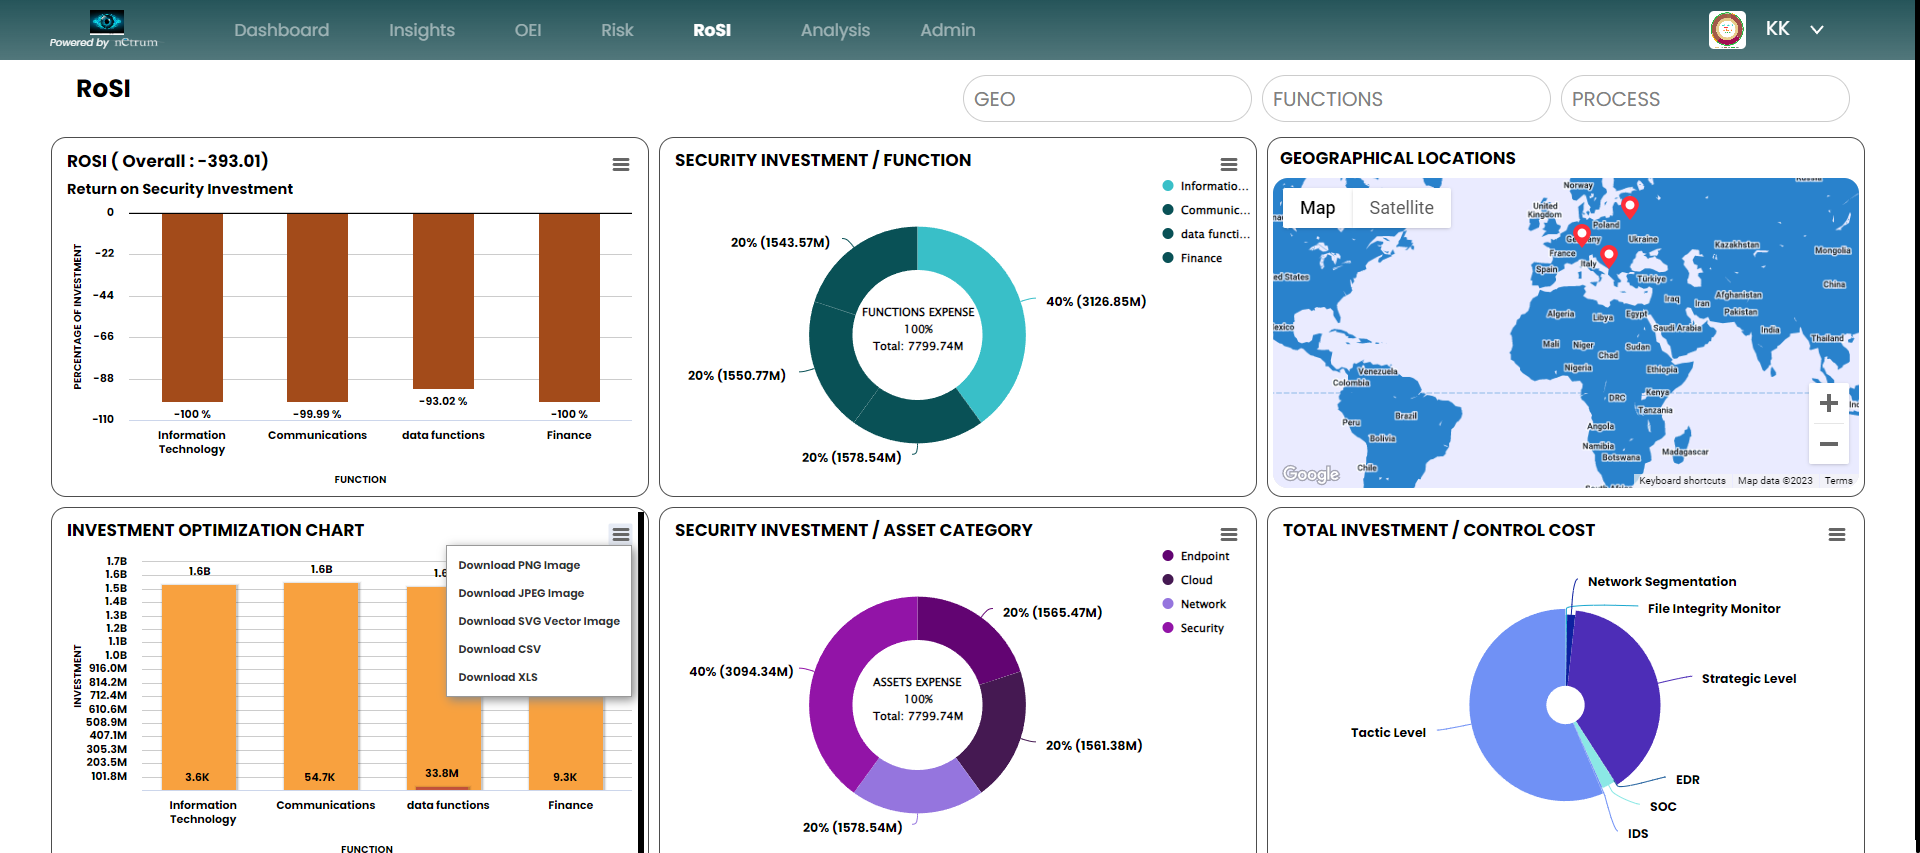 Powered by nCtrum
Dashboard
Insights
OEI
Risk
RoSI
Analysis
Admin
KK
RoSI
GEO
FUNCTIONS
PROCESS
ROSI ( Overall : -393.01)
Return on Security Investment
PERCENTAGE OF INVESTMENT
0
-22
-44
-66
-88
-110
-100 %
-99.99 %
-93.02 %
-100 %
Information
Technology
Communications
data functions
Finance
FUNCTION
SECURITY INVESTMENT / FUNCTION
Informatio...
Communic...
data functi...
Finance
20% (1543.57M)
40% (3126.85M)
20% (1550.77M)
20% (1578.54M)
FUNCTIONS EXPENSE
100%
Total: 7799.74M
GEOGRAPHICAL LOCATIONS
Map
Satellite
Norway
United
Kingdom
Poland
Ukraine
France
Italy
Spain
Türkiye
Kazakhstan
Mongolia
China
Iraq
Iran
Afghanistan
Pakistan
India
Thailand
Saudi Arabia
Algeria
Libya
Egypt
Mali
Niger
Chad
Sudan
Nigeria
Ethiopia
Kenya
DRC
Tanzania
Angola
Namibia
Botswana
Madagascar
ed States
exico
Venezuela
Colombia
Brazil
Peru
Bolivia
Chile
Google
Keyboard shortcuts
Map data ©2023
Terms
INVESTMENT OPTIMIZATION CHART
INVESTMENT
1.7B
1.6B
1.5B
1.4B
1.3B
1.2B
1.1B
1.0B
916.0M
814.2M
712.4M
610.6M
508.9M
407.1M
305.3M
203.5M
101.8M
1.6B
1.6B
1.6
3.6K
54.7K
33.8M
9.3K
Information
Technology
Communications
data functions
Finance
FUNCTION
Download PNG Image
Download JPEG Image
Download SVG Vector Image
Download CSV
Download XLS
SECURITY INVESTMENT / ASSET CATEGORY
Endpoint
Cloud
Network
Security
20% (1565.47M)
40% (3094.34M)
20% (1561.38M)
20% (1578.54M)
ASSETS EXPENSE
100%
Total: 7799.74M
TOTAL INVESTMENT / CONTROL COST
Network Segmentation
File Integrity Monitor
Strategic Level
Tactic Level
EDR
SOC
IDS